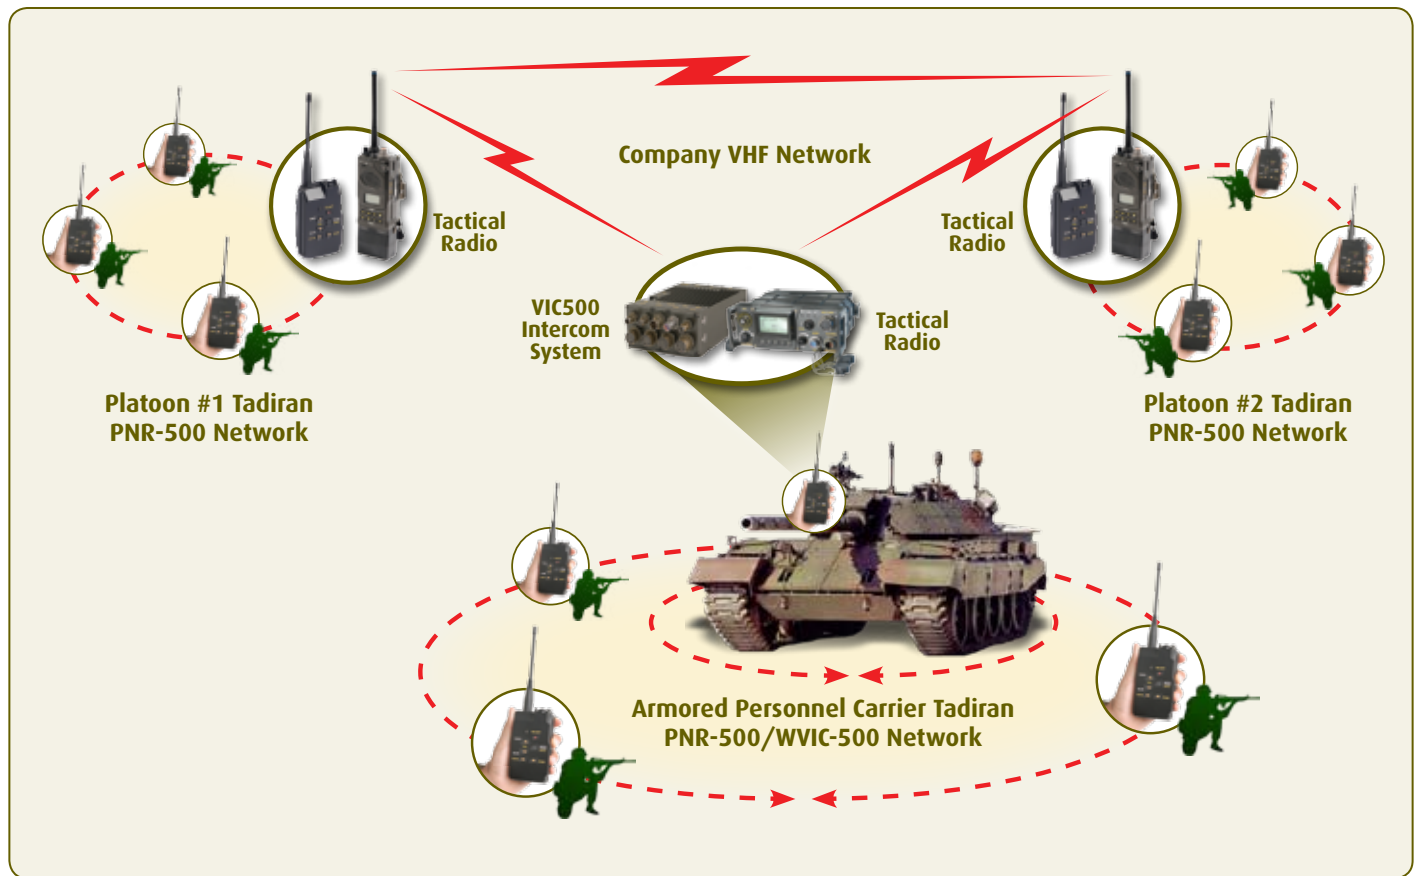 Company VHF Network
Tactical
Radio
Tactical
Radio
VIC500
Intercom
System
Tactical
Radio
Platoon #1 Tadiran
PNR-500 Network
Platoon #2 Tadiran
PNR-500 Network
Armored Personnel Carrier Tadiran
PNR-500/WVIC-500 Network